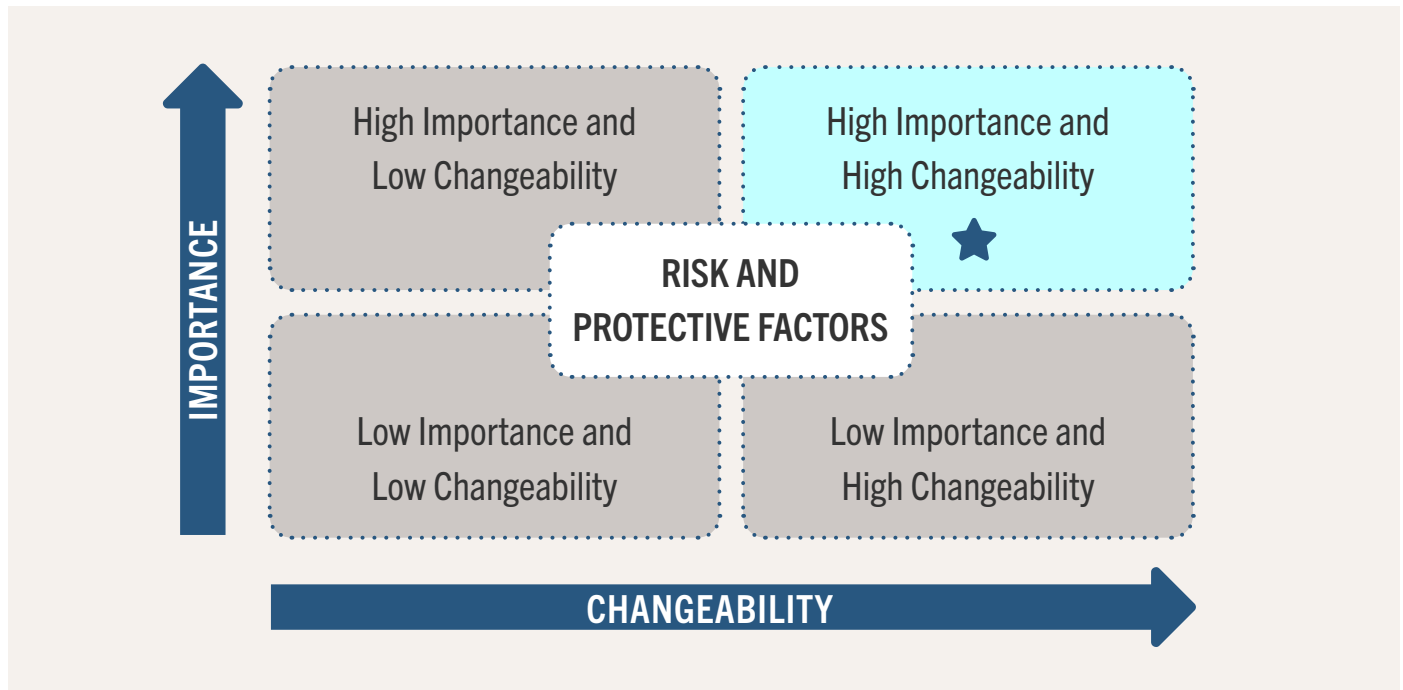 High Importance and
Low Changeability
High Importance and
High Changeability
IMPORTANCE
RISK AND
PROTECTIVE FACTORS
Low Importance and
Low Changeability
Low Importance and
High Changeability
CHANGEABILITY